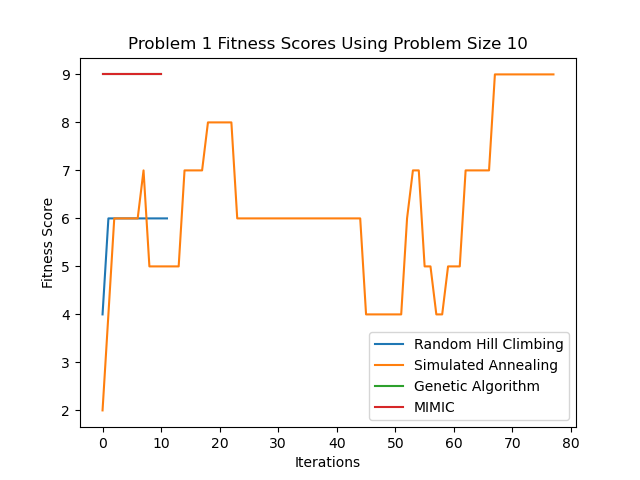 Problem 1 Fitness Scores Using Problem Size 10
Fitness Score
9
8
7
6
5
4
3
2
0 10 20 30 40 50 60 70 80
Iterations
Random Hill Climbing
Simulated Annealing
Genetic Algorithm
MIMIC